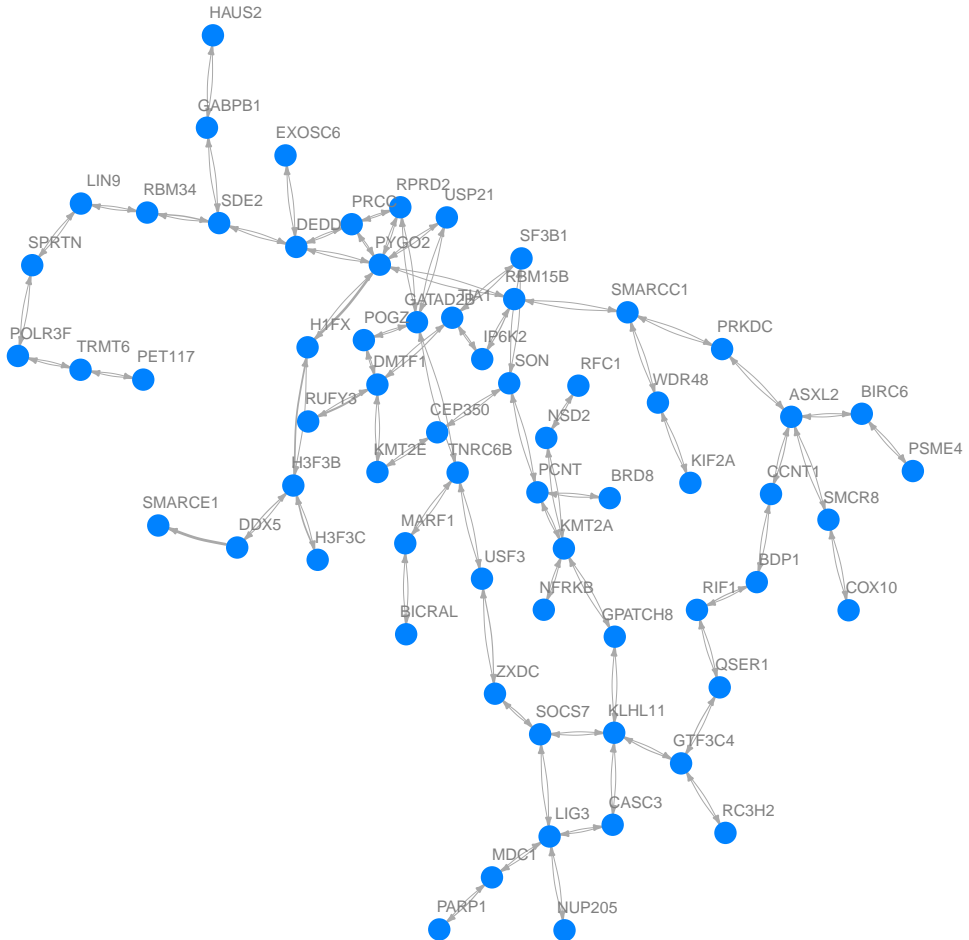 HAUS2
GABPB1
EXOSC6
LIN9
RBM34
SDE2
DEDD
PRCC
RPRD2
USP21
PYGO2
SPRTN
SF3B1
RBM15B
TIA1
GATAD2B
SMARCC1
PRKDC
POLR3F
TRMT6
PET117
H1FX
POGZ
IP6K2
DMTF1
SON
RFC1
WDR48
ASXL2
BIRC6
RUFY3
CEP350
NSD2
PSME4
KMT2E
TNRC6B
PCNT
BRD8
KIF2A
CCNT1
H3F3B
SMARCE1
DDX5
H3F3C
MARF1
KMT2A
SMCR8
USF3
BDP1
NFRKB
RIF1
COX10
BICRAL
GPATCH8
ZXDC
QSER1
SOCS7
KLHL11
GTF3C4
LIG3
CASC3
RC3H2
MDC1
PARP1
NUP205